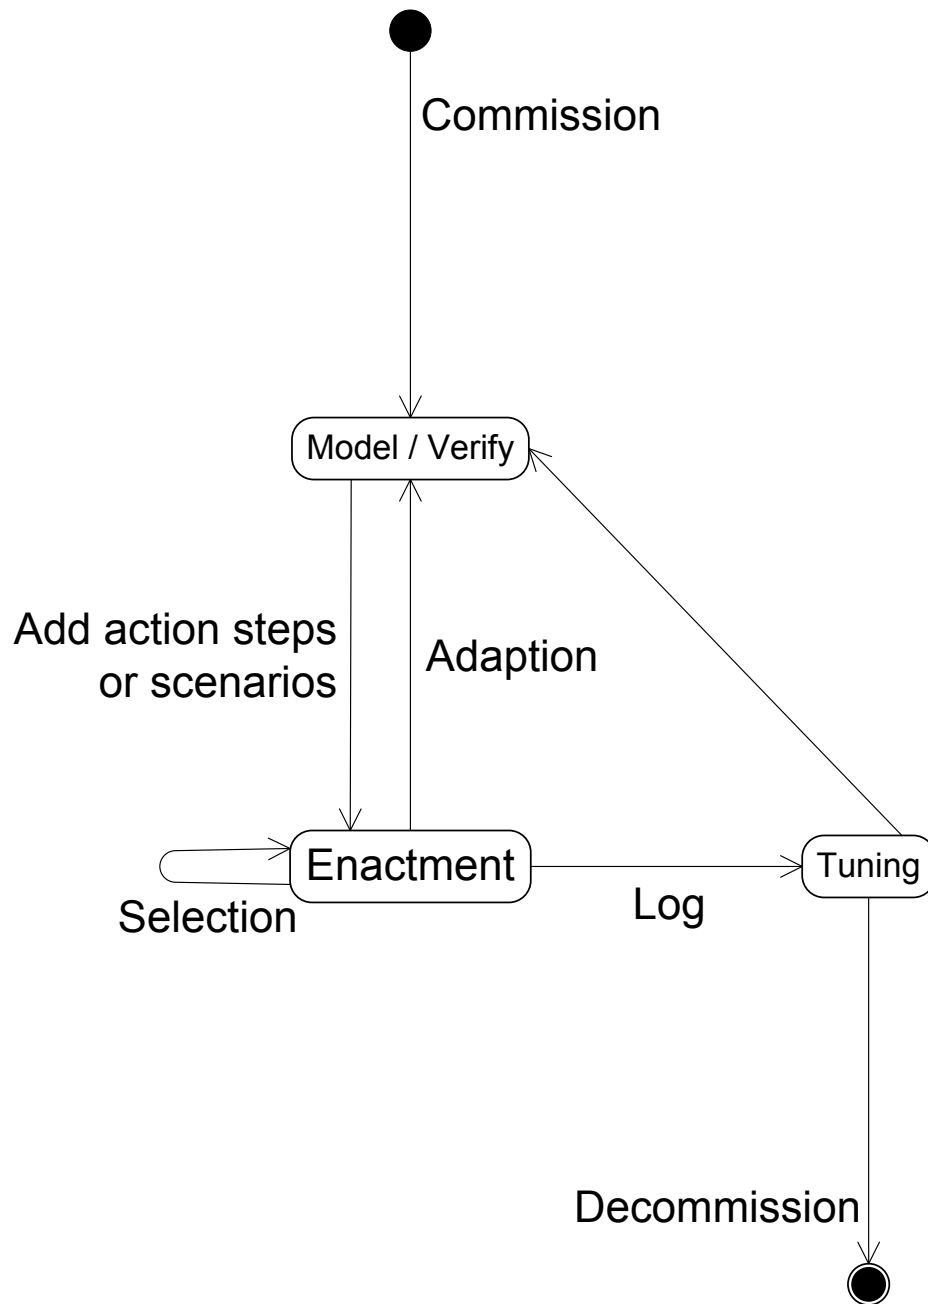 Commission
Model / Verify
Add action steps
or scenarios
Adaption
Enactment
Tuning
Selection
Log
Decommission